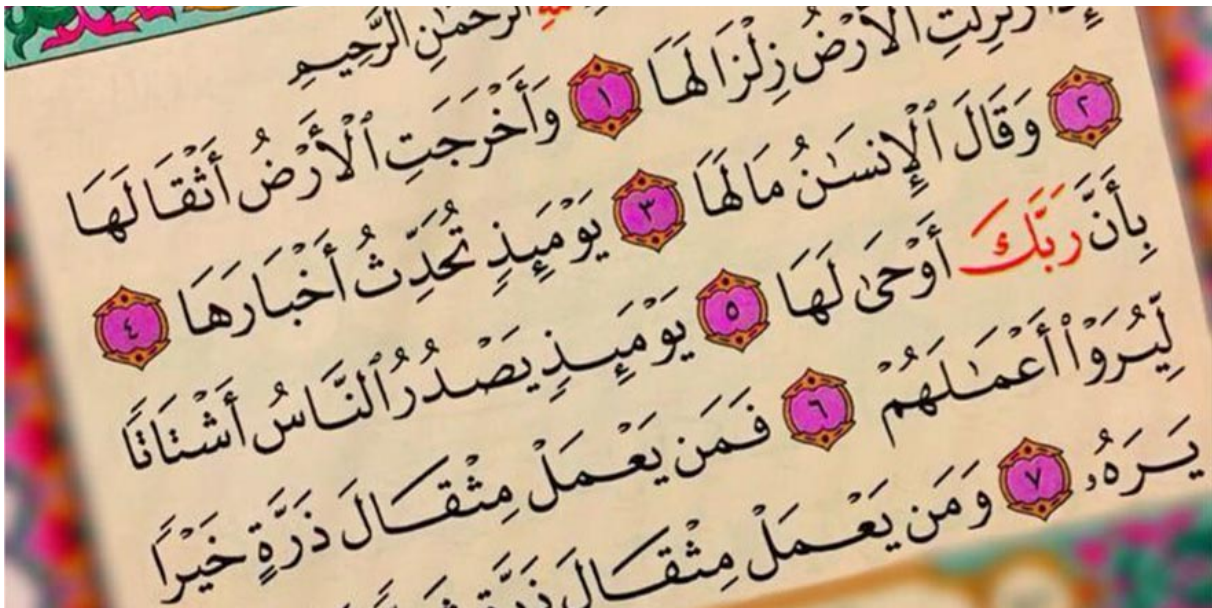 ٱلرَّحْمَٰنِ ٱلرَّحِيمِ
إِذَا زُلْزِلَتِ ٱلْأَرْضُ زِلْزَالَهَا ١ وَأَخْرَجَتِ ٱلْأَرْضُ أَثْقَالَهَا
٢ وَقَالَ ٱلْإِنسَٰنُ مَا لَهَا ٣ يَوْمَئِذٍ تُحَدِّثُ أَخْبَارَهَا ٤
بِأَنَّ رَبَّكَ أَوْحَىٰ لَهَا ٥ يَوْمَئِذٍ يَصْدُرُ ٱلنَّاسُ أَشْتَاتًا
لِّيُرَوْا۟ أَعْمَٰلَهُمْ ٦ فَمَن يَعْمَلْ مِثْقَالَ ذَرَّةٍ خَيْرًا
يَرَهُۥ ٧ وَمَن يَعْمَلْ مِثْقَالَ ذَرَّةٍ